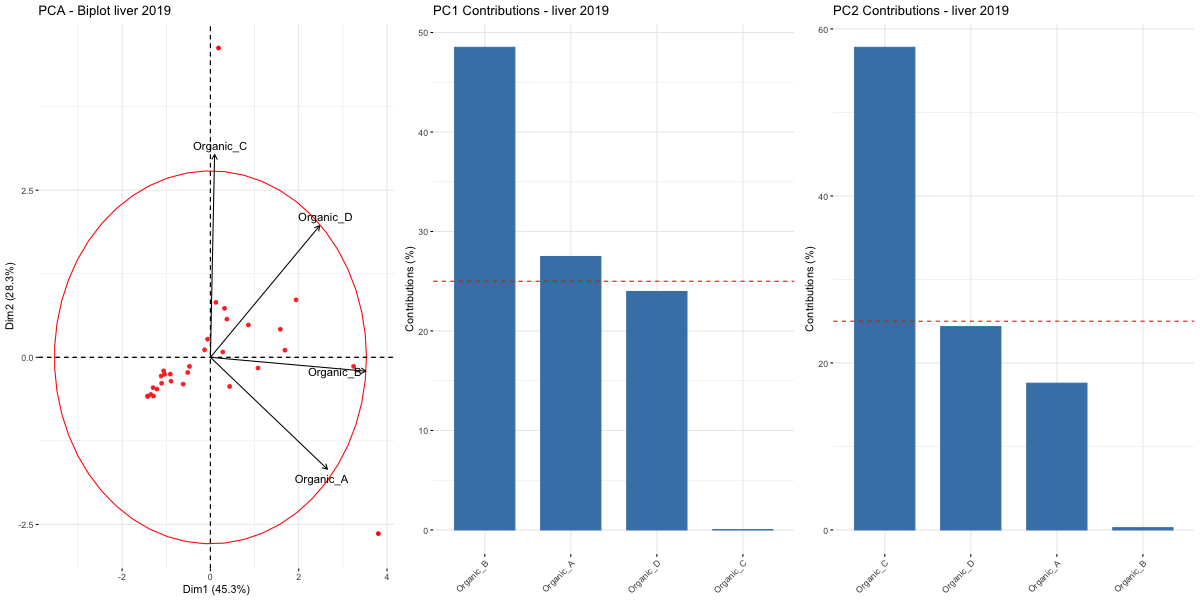 PCA - Biplot liver 2019
Organic_C
Organic_D
Organic_B
Organic_A
2.5
0.0
-2.5
Dim2 (28.3%)
-2
0
2
4
Dim1 (45.3%)
PC1 Contributions - liver 2019
50
40
30
20
10
0
Contributions (%)
Organic_B
Organic_A
Organic_D
Organic_C
PC2 Contributions - liver 2019
60
40
20
0
Contributions (%)
Organic_C
Organic_D
Organic_A
Organic_B